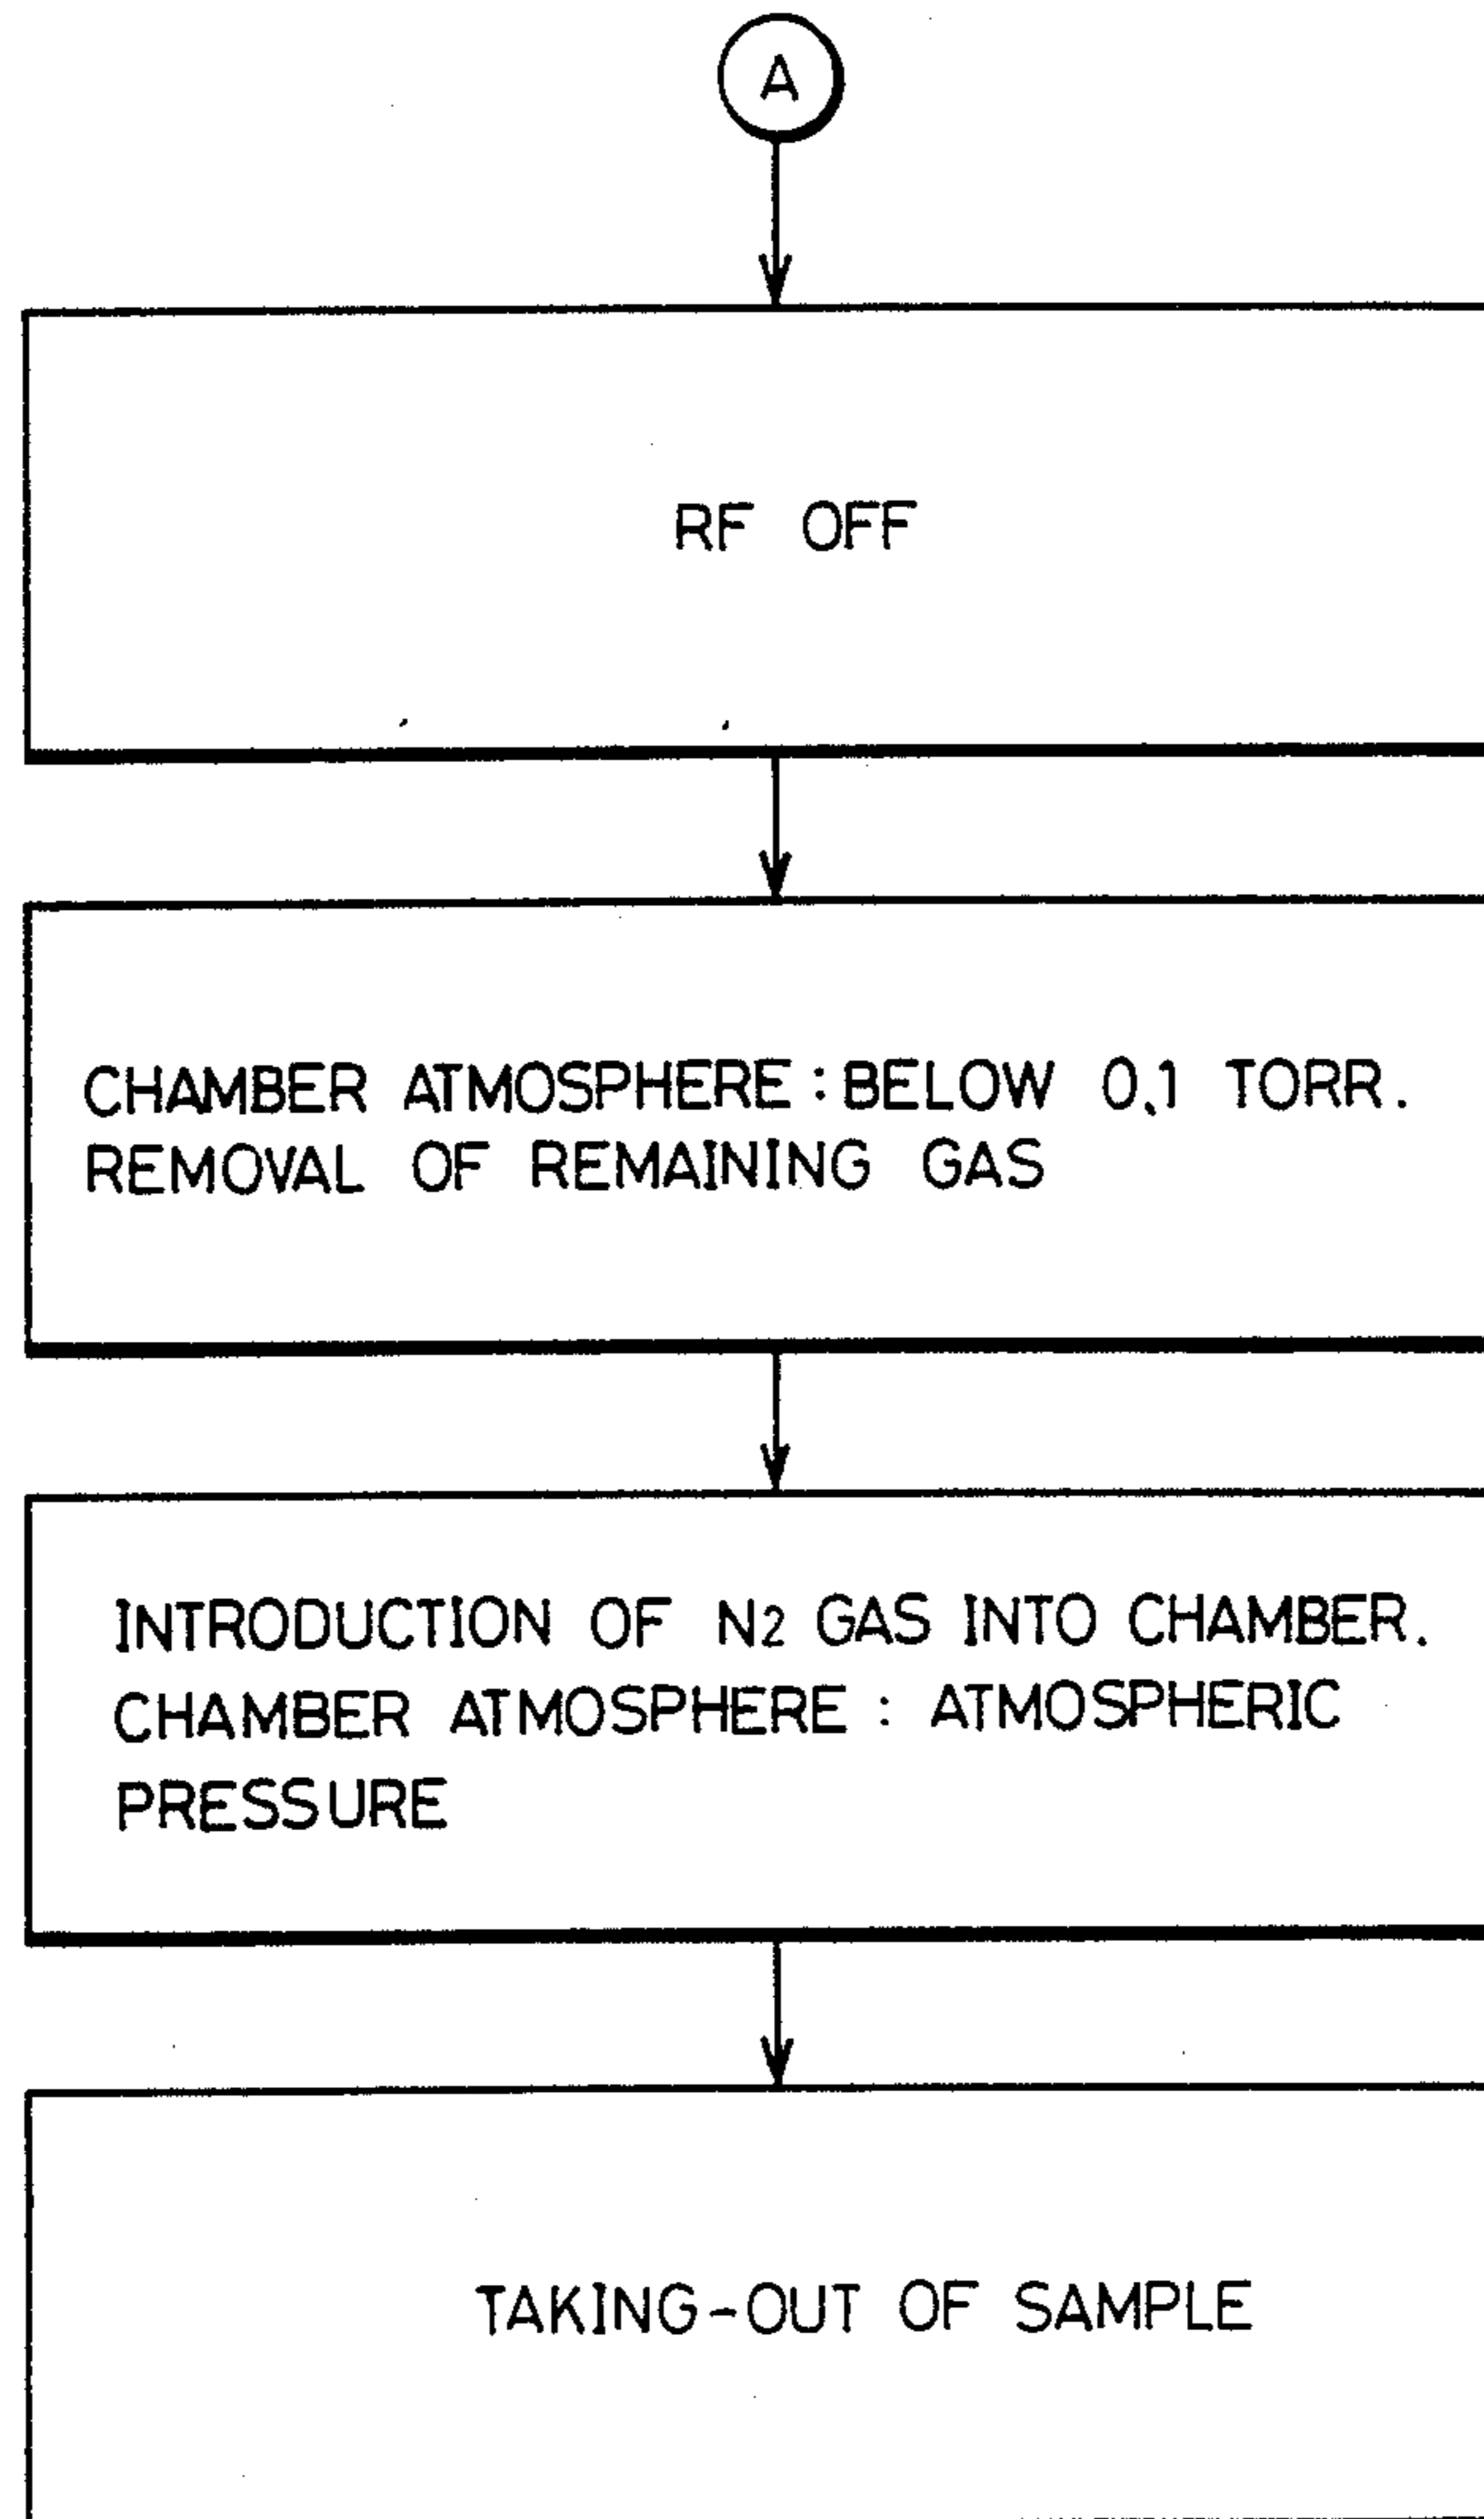 A
RF OFF
CHAMBER ATMOSPHERE : BELOW 0.1 TORR.
REMOVAL OF REMAINING GAS
INTRODUCTION OF N2 GAS INTO CHAMBER.
CHAMBER ATMOSPHERE : ATMOSPHERIC
PRESSURE
TAKING-OUT OF SAMPLE